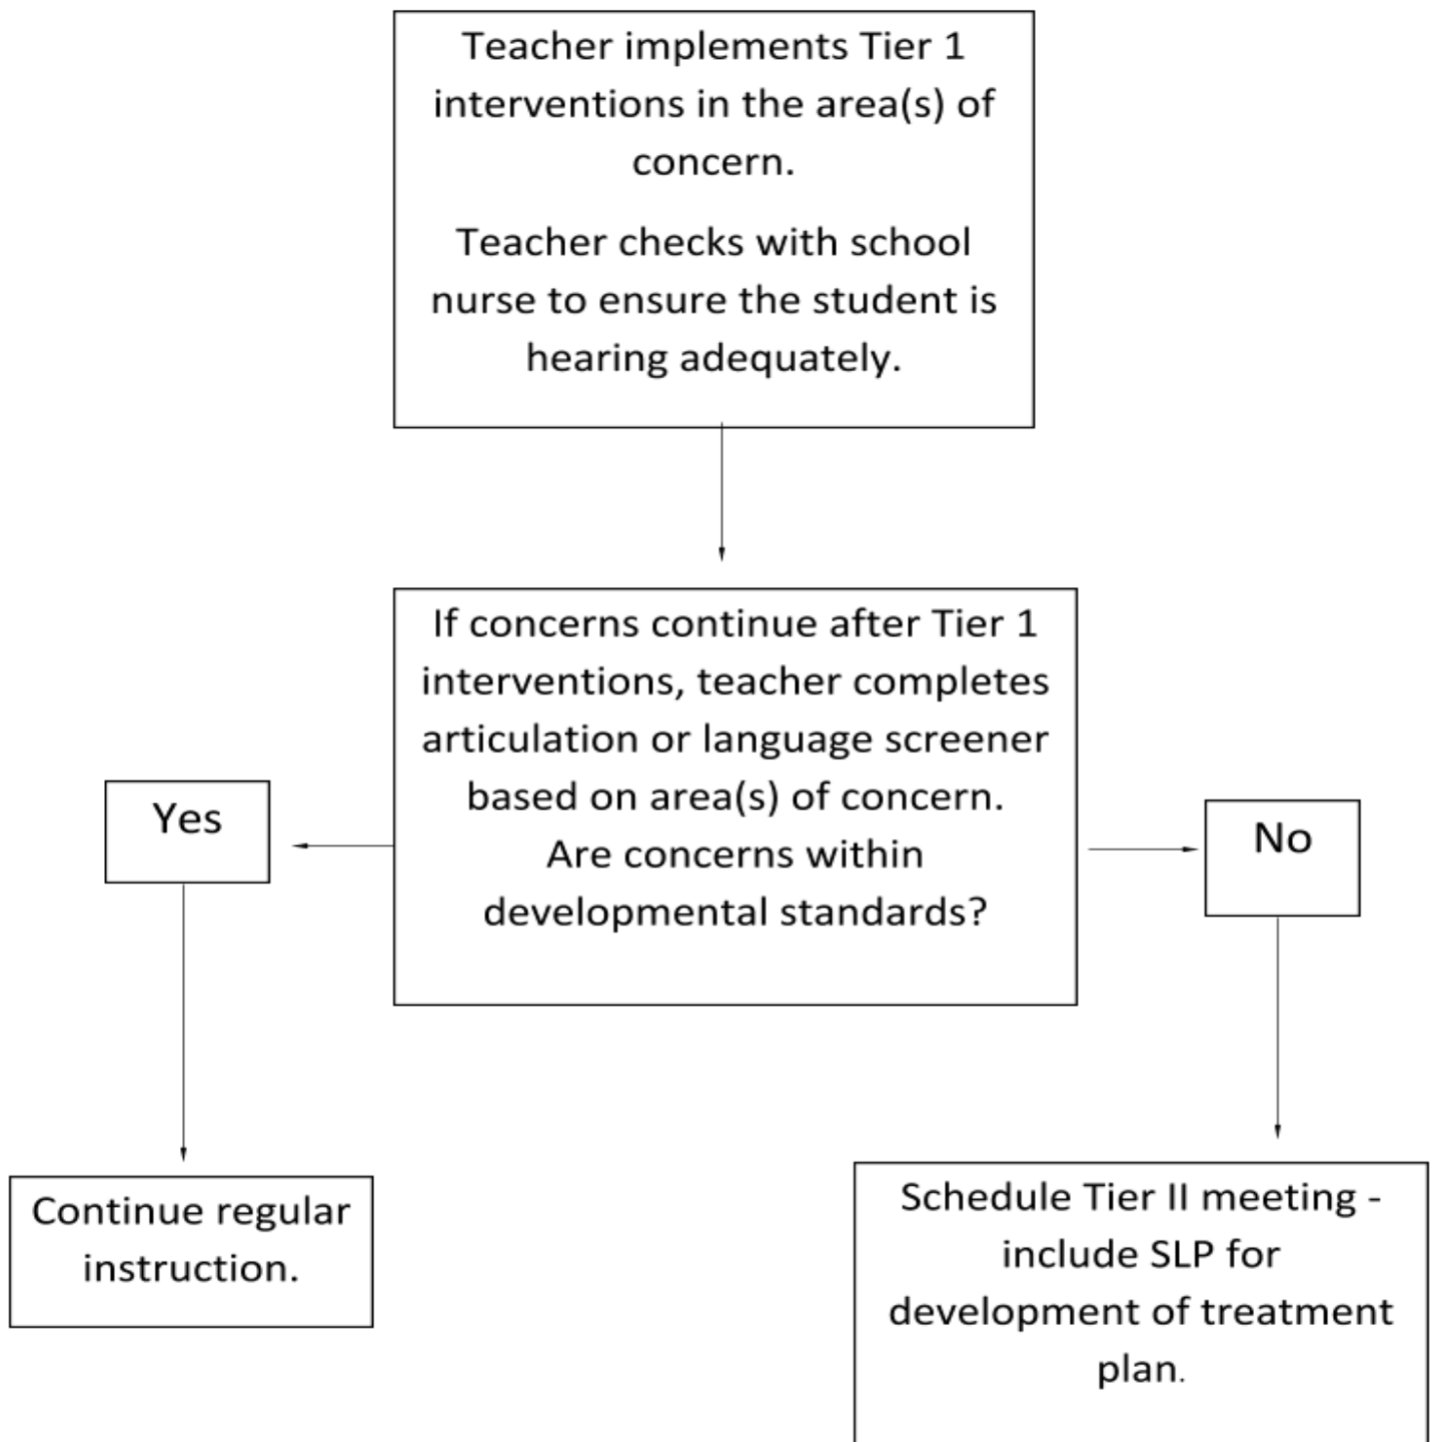 Teacher implements Tier 1
interventions in the area(s) of
concern.
Teacher checks with school
nurse to ensure the student is
hearing adequately.
If concerns continue after Tier 1
interventions, teacher completes
articulation or language screener
based on area(s) of concern.
Are concerns within
developmental standards?
Yes
No
Continue regular
instruction.
Schedule Tier II meeting -
include SLP for
development of treatment
plan.